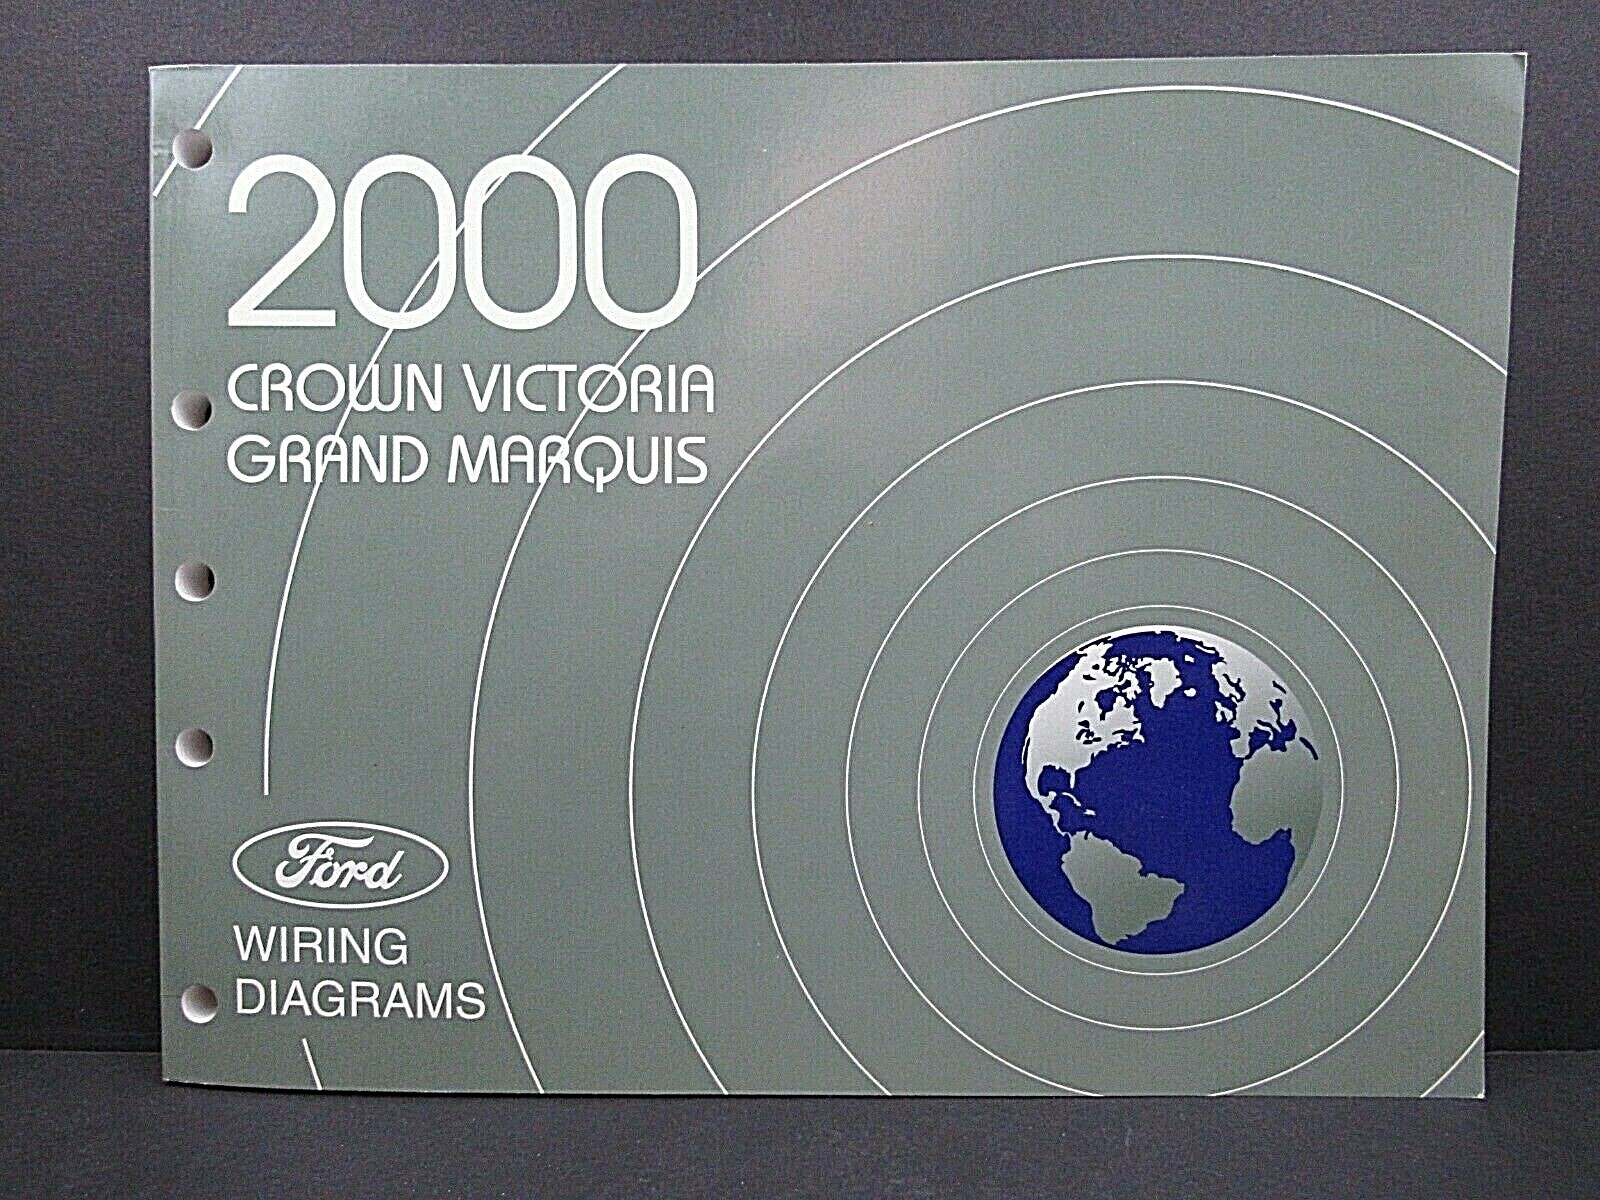 2000
CROWN VICTORIA
GRAND MARQUIS
Ford
WIRING
DIAGRAMS